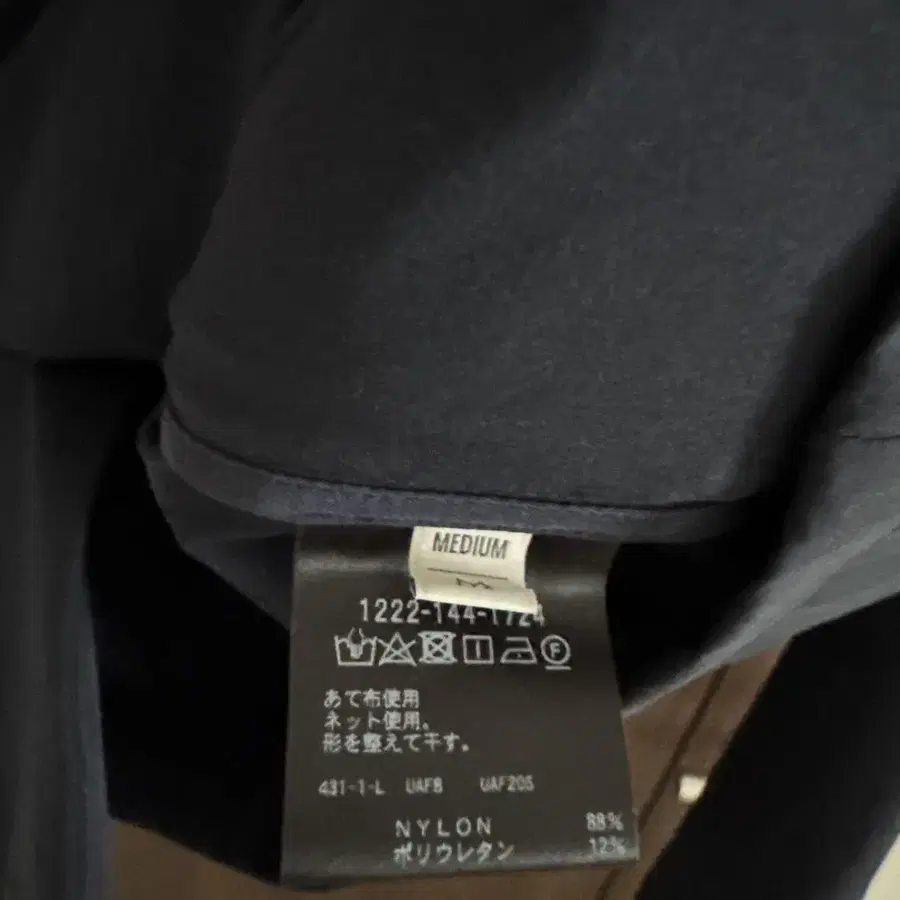 MEDIUM
M
1222-144-1724
F
あて布使用
ネット使用。
形を整えて干す。
431-1-L UAF8 UAF205
NYLON 88%
ポリウレタン 12%